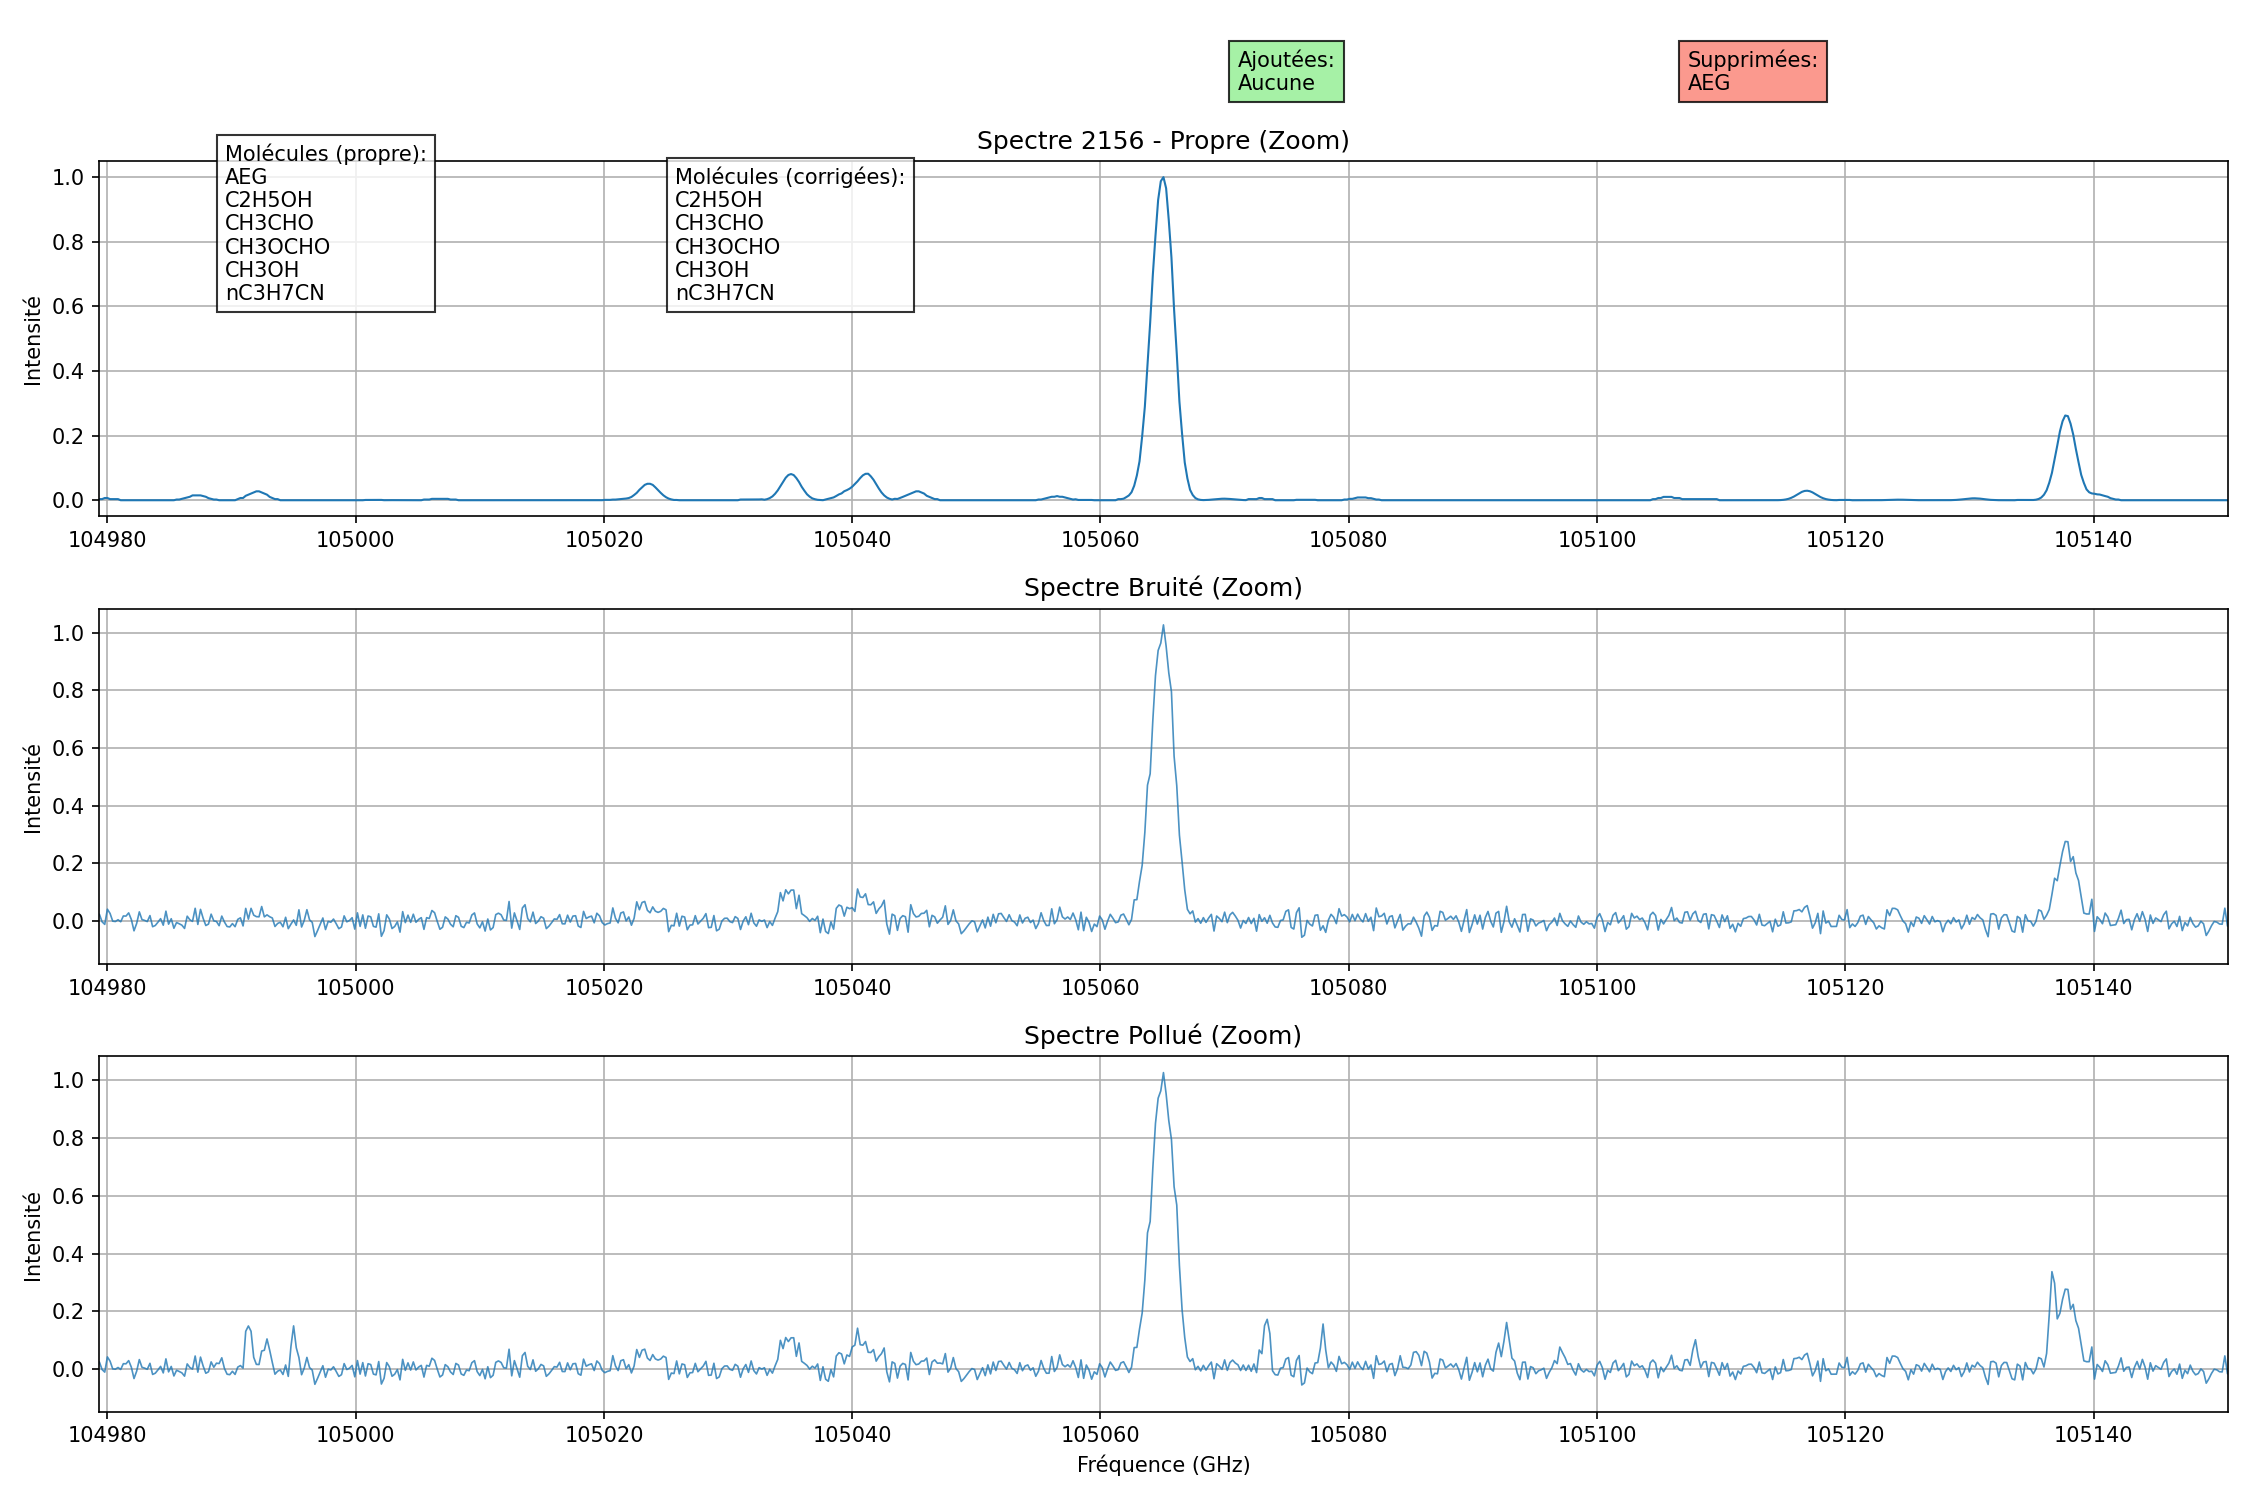 Ajoutées:
Aucune
Supprimées:
AEG
Spectre 2156 - Propre (Zoom)
Molécules (propre):
AEG
C2H5OH
CH3CHO
CH3OCHO
CH3OH
nC3H7CN
Molécules (corrigées):
C2H5OH
CH3CHO
CH3OCHO
CH3OH
nC3H7CN
Intensité
1.0
0.8
0.6
0.4
0.2
0.0
104980 105000 105020 105040 105060 105080 105100 105120 105140
Spectre Bruité (Zoom)
Intensité
1.0
0.8
0.6
0.4
0.2
0.0
104980 105000 105020 105040 105060 105080 105100 105120 105140
Spectre Pollué (Zoom)
Intensité
1.0
0.8
0.6
0.4
0.2
0.0
104980 105000 105020 105040 105060 105080 105100 105120 105140
Fréquence (GHz)